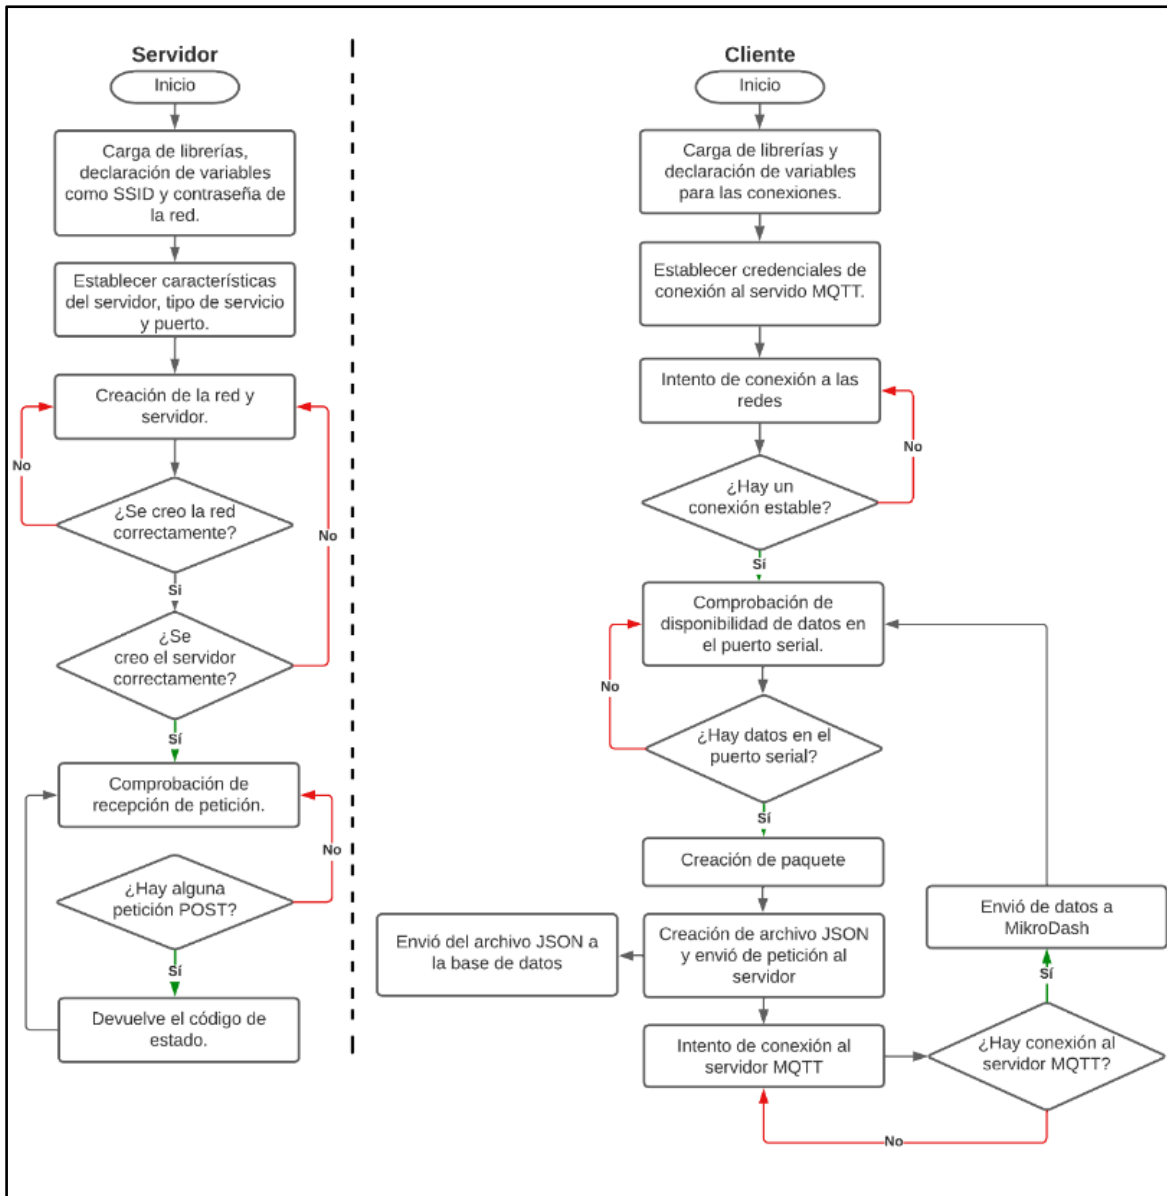 Servidor
Inicio
Carga de librerías,
declaración de variables
como SSID y contraseña de
la red.
Establecer características
del servidor, tipo de servicio
y puerto.
Creación de la red y
servidor.
No
¿Se creo la red
correctamente?
No
Sí
¿Se
creo el servidor
correctamente?
Sí
Comprobación de
recepción de petición.
No
¿Hay alguna
petición POST?
Sí
Devuelve el código de
estado.
Cliente
Inicio
Carga de librerías y
declaración de variables
para las conexiones.
Establecer credenciales de
conexión al servido MQTT.
Intento de conexión a las
redes
No
¿Hay un
conexión estable?
Sí
Comprobación de
disponibilidad de datos en
el puerto serial.
No
¿Hay datos en el
puerto serial?
Sí
Creación de paquete
Creación de archivo JSON
y envió de petición al
servidor
Envió del archivo JSON a
la base de datos
Intento de conexión al
servidor MQTT
¿Hay conexión al
servidor MQTT?
Sí
Envió de datos a
MikroDash
No